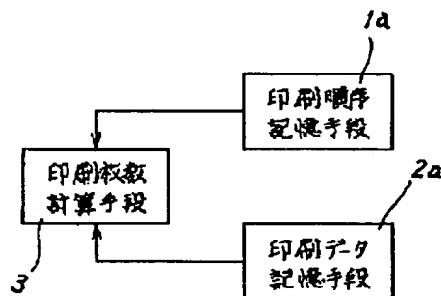 1a
印刷順序
記憶手段
印刷枚数
計算手段
3
2a
印刷データ
記憶手段